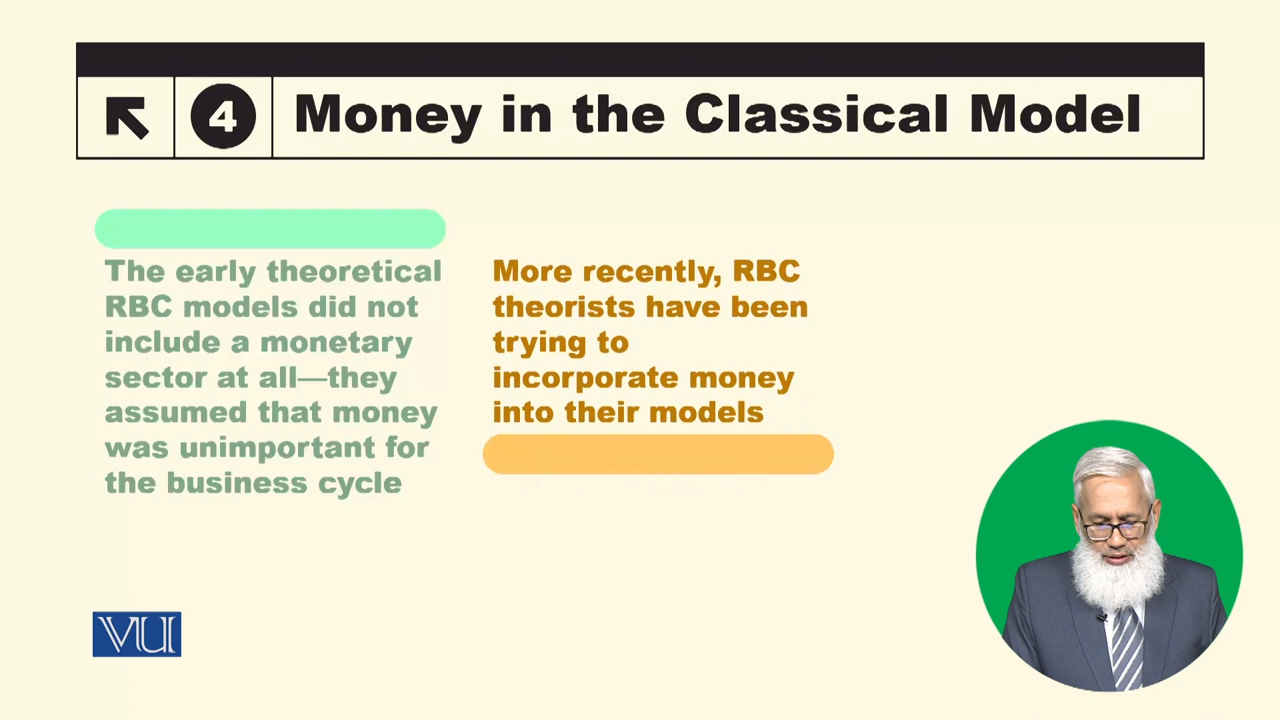 4 Money in the Classical Model
The early theoretical
RBC models did not
include a monetary
sector at all—they
assumed that money
was unimportant for
the business cycle
More recently, RBC
theorists have been
trying to
incorporate money
into their models
VU